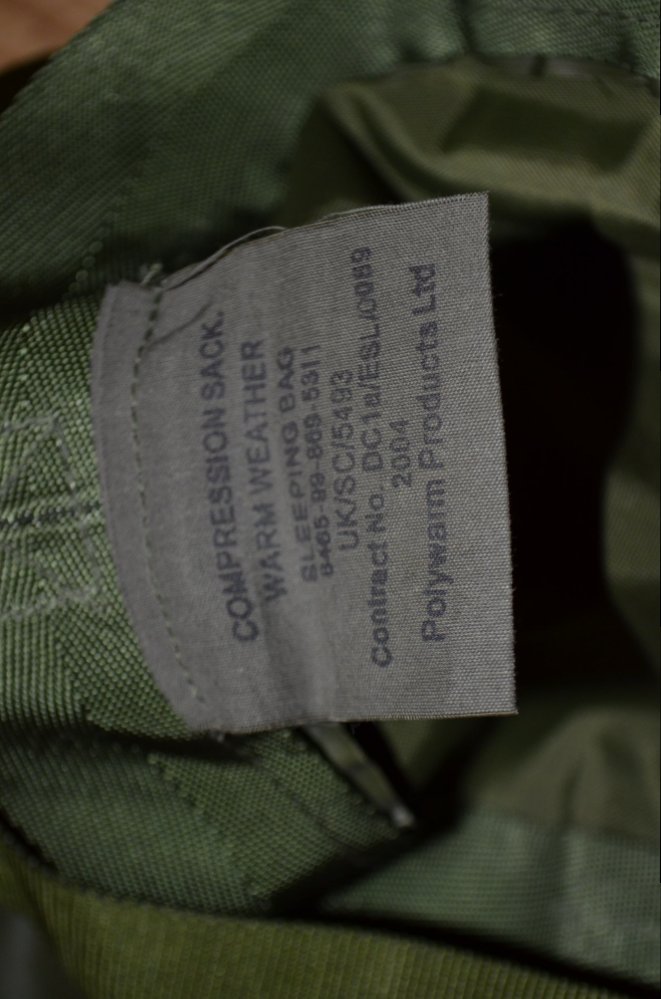 COMPRESSION SACK.
WARM WEATHER
SLEEPING BAG
8465-99-869-5311
UK/SC/5493
Contract No. DC1a/ESL/0089
2004
Polywarm Products Ltd